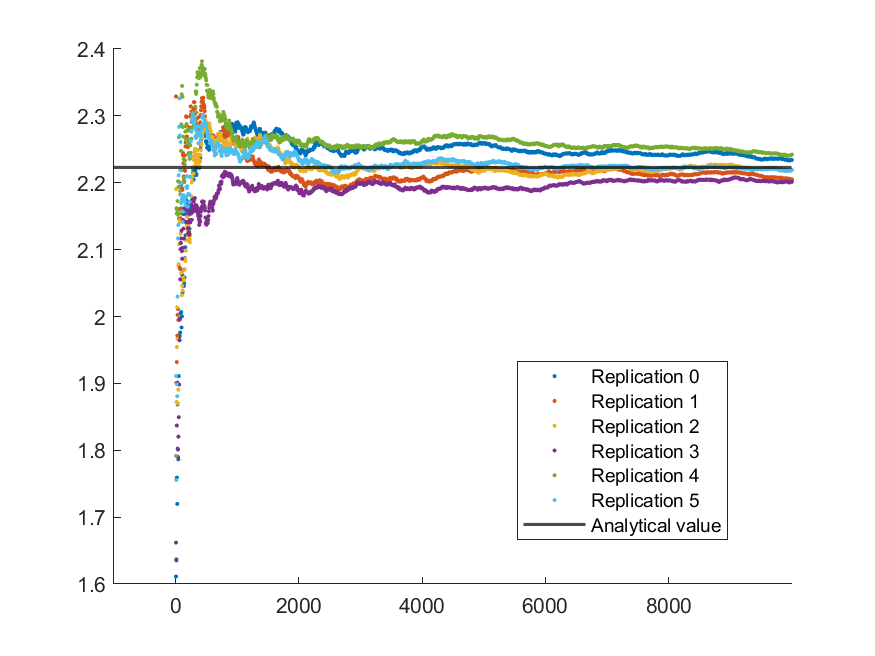 2.4
2.3
2.2
2.1
2
1.9
1.8
1.7
1.6
0
2000
4000
6000
8000
Replication 0
Replication 1
Replication 2
Replication 3
Replication 4
Replication 5
Analytical value